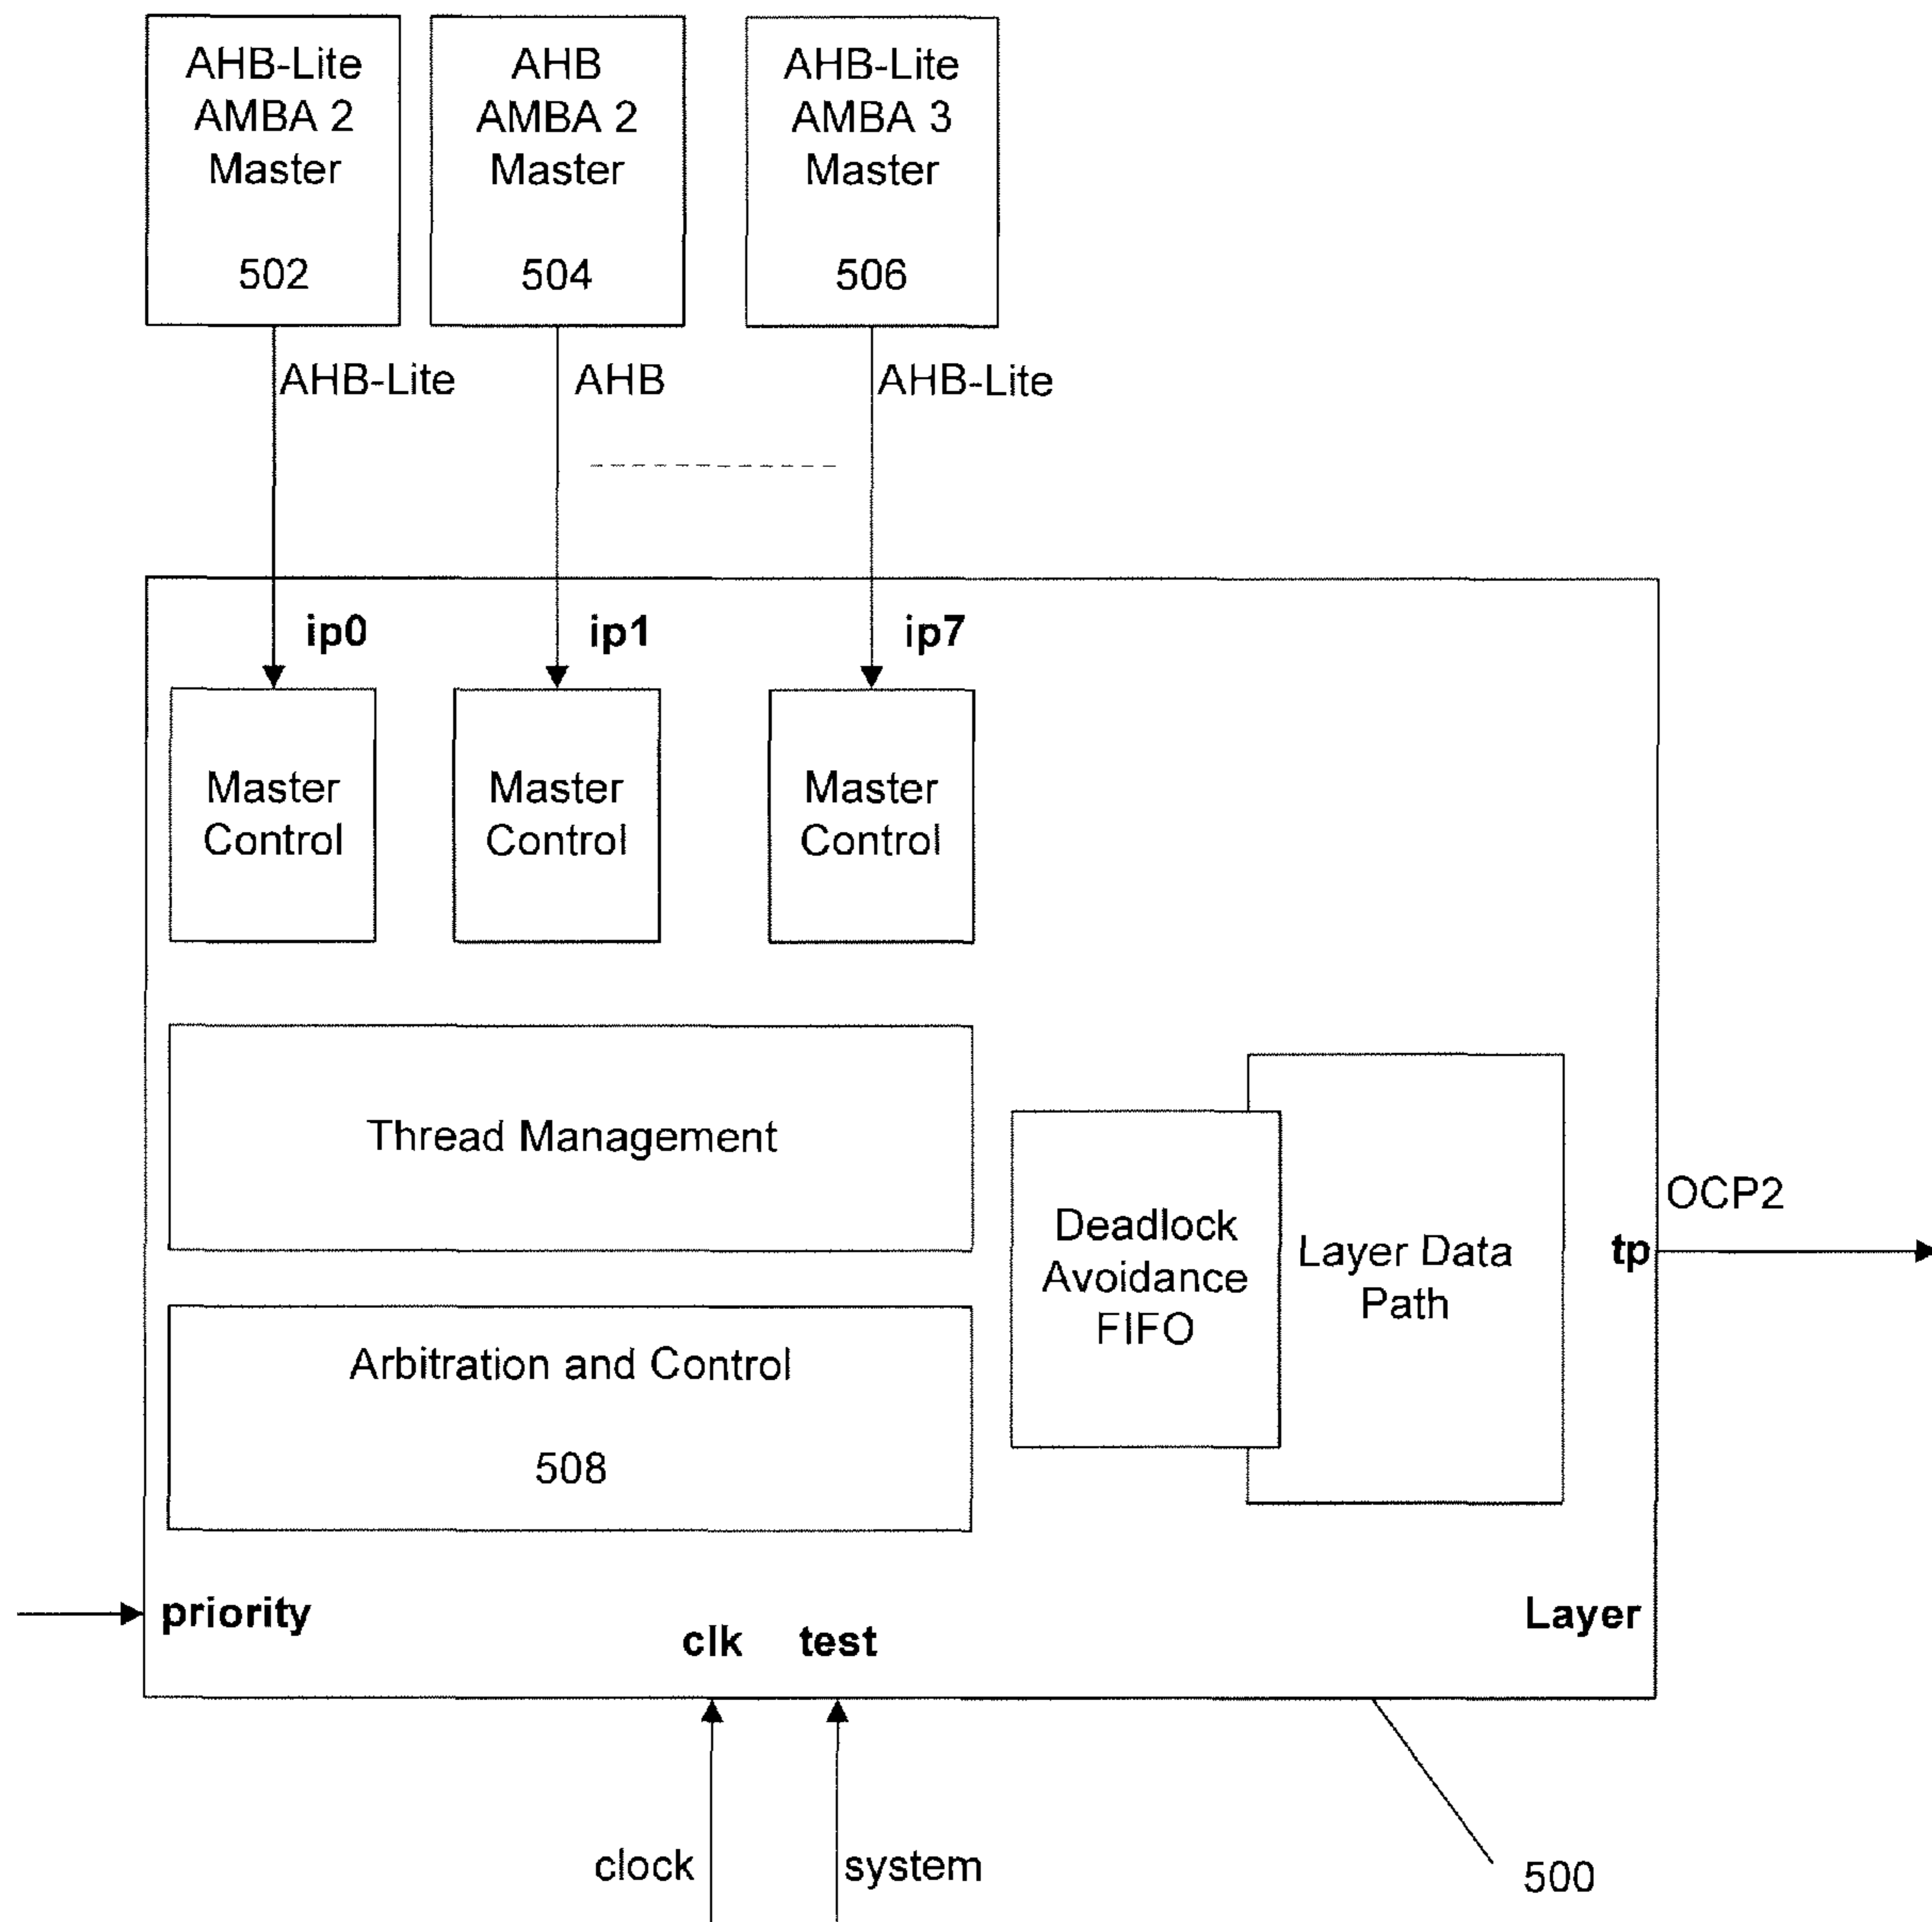 AHB-Lite
AMBA 2
Master
502
AHB
AMBA 2
Master
504
AHB-Lite
AMBA 3
Master
506
AHB-Lite
AHB
AHB-Lite
ip0
ip1
ip7
Master
Control
Master
Control
Master
Control
Thread Management
Deadlock
Avoidance
FIFO
Layer Data
Path
OCP2
tp
Arbitration and Control
508
priority
clk
test
Layer
clock
system
500